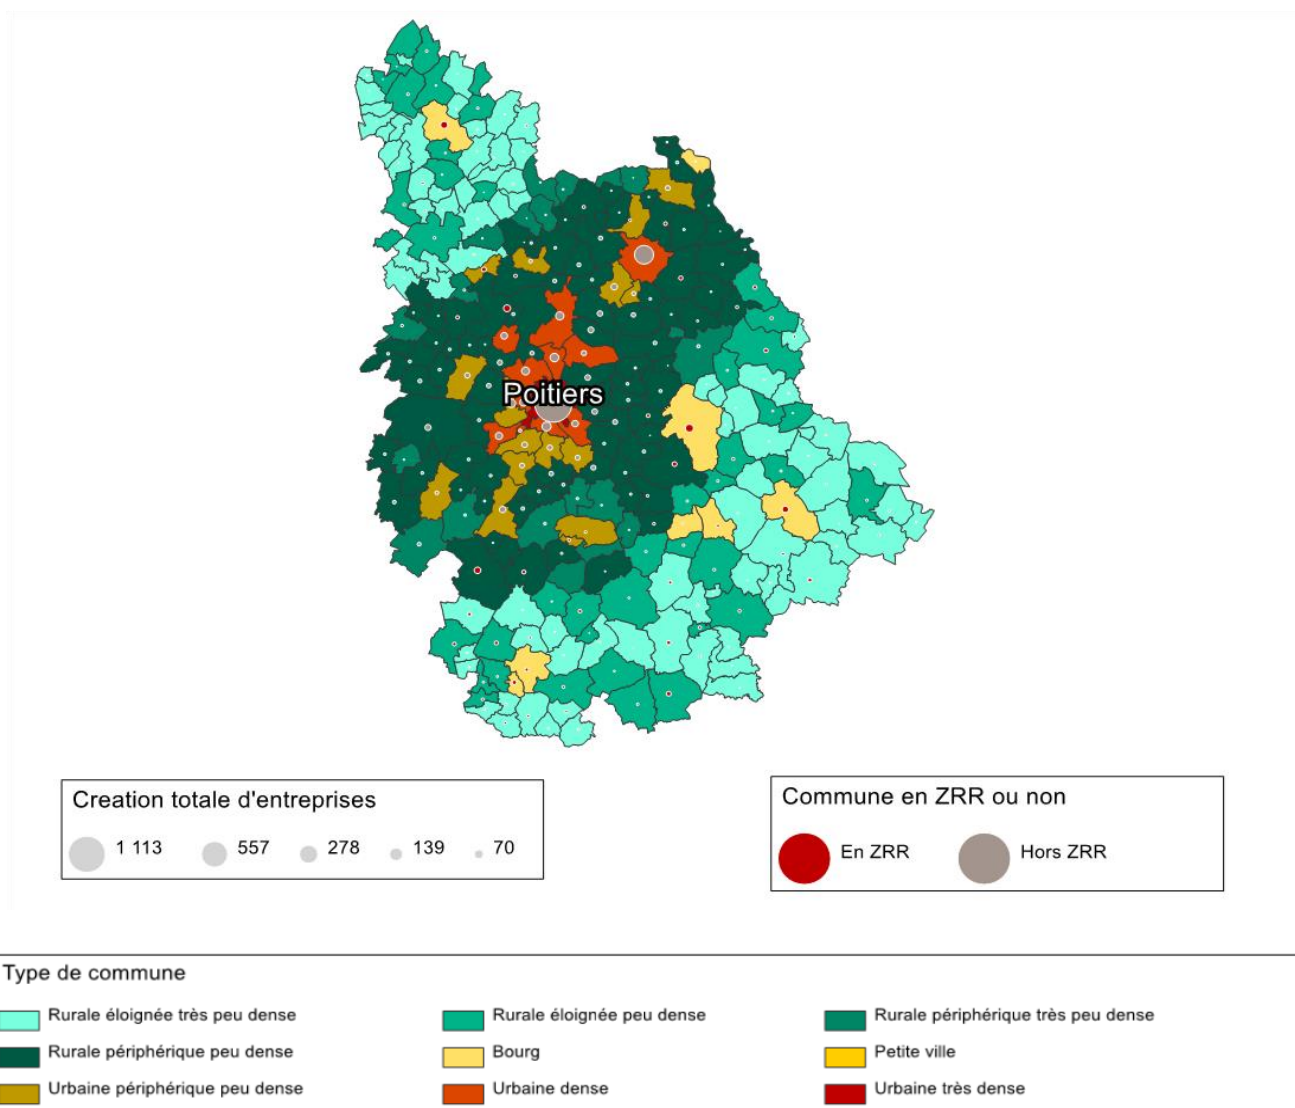 Poitiers
Creation totale d'entreprises
1 113 557 278 139 70
Commune en ZRR ou non
En ZRR Hors ZRR
Type de commune
Rurale éloignée très peu dense Rurale éloignée peu dense Rurale périphérique très peu dense
Rurale périphérique peu dense Bourg Petite ville
Urbaine périphérique peu dense Urbaine dense Urbaine très dense